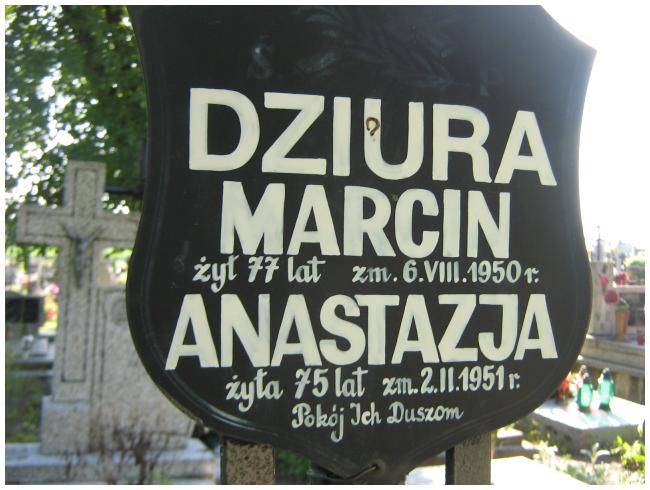 S P
DZIURA
MARCIN
żył 77 lat zm. 6.VIII.1950 r.
ANASTAZJA
żyła 75 lat zm. 2.II.1951 r.
Pokój Ich Duszom